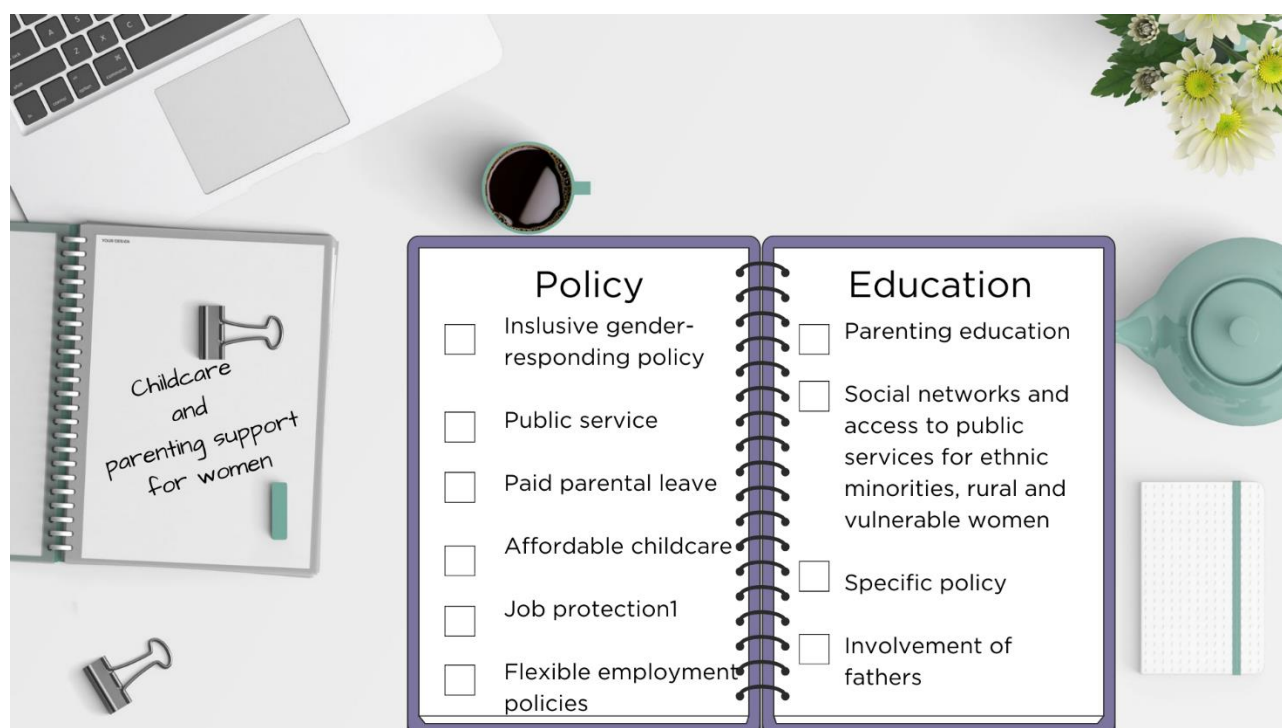 YOUR DESIGN
Childcare
and
parenting support
for women
Policy
Inslusive gender-
responding policy
Public service
Paid parental leave
Affordable childcare
Job protection1
Flexible employment
policies
Education
Parenting education
Social networks and
access to public
services for ethnic
minorities, rural and
vulnerable women
Specific policy
Involvement of
fathers